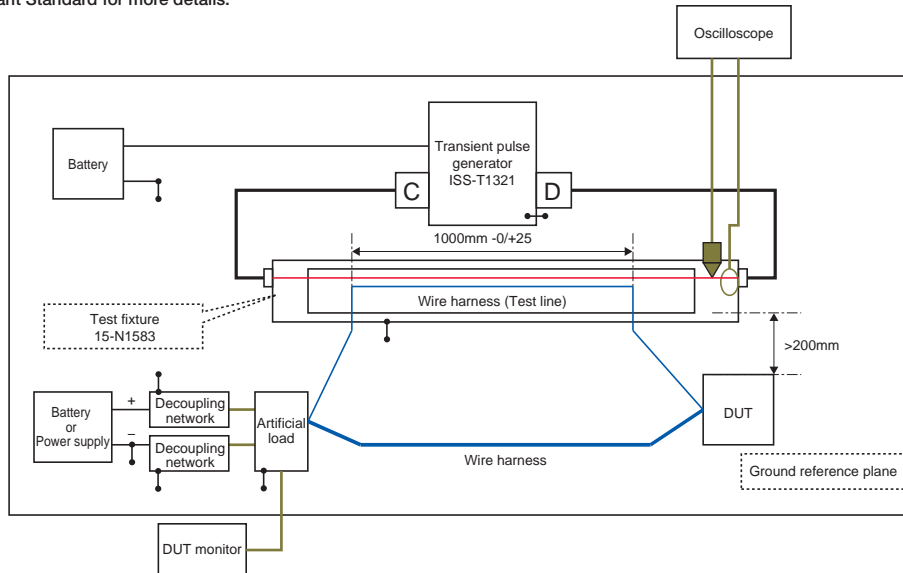 ant Standard for more details.
Oscilloscope
Battery
Transient pulse
generator
ISS-T1321
C
D
1000mm -0/+25
Wire harness (Test line)
Test fixture
15-N1583
>200mm
Battery
or
Power supply
+
−
Decoupling
network
Decoupling
network
Artificial
load
DUT
Wire harness
Ground reference plane
DUT monitor